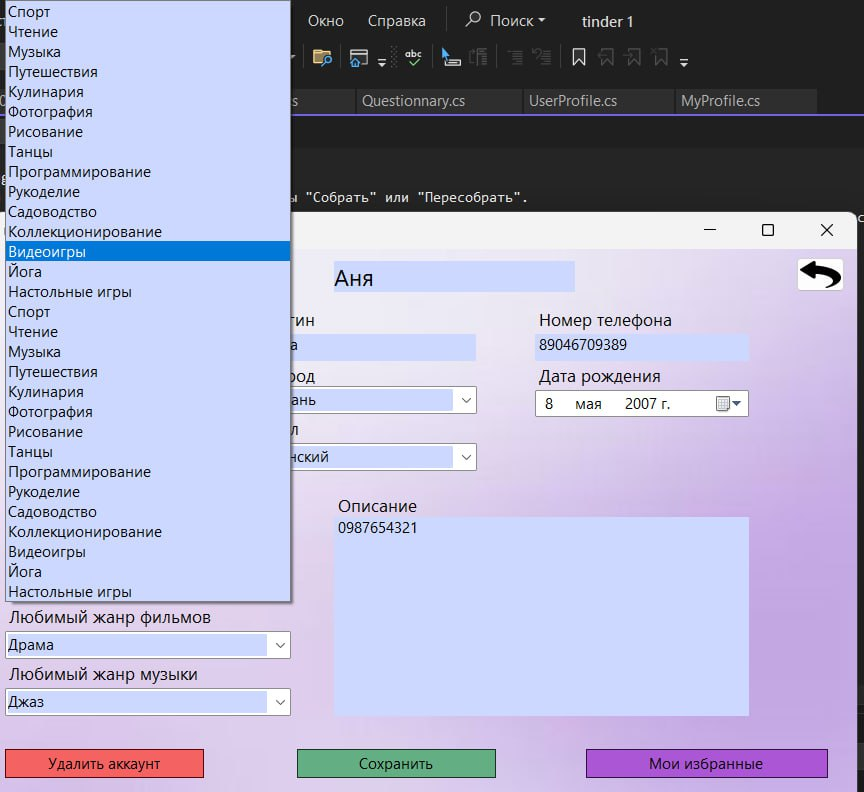 Окно Справка Поиск tinder 1
Questionnary.cs UserProfile.cs MyProfile.cs
"Собрать" или "Пересобрать".
Спорт
Чтение
Музыка
Путешествия
Кулинария
Фотография
Рисование
Танцы
Программирование
Рукоделие
Садоводство
Коллекционирование
Видеоигры
Йога
Настольные игры
Спорт
Чтение
Музыка
Путешествия
Кулинария
Фотография
Рисование
Танцы
Программирование
Рукоделие
Садоводство
Коллекционирование
Видеоигры
Йога
Настольные игры
Аня
Номер телефона
89046709389
Дата рождения
8 мая 2007 г.
Описание
0987654321
Любимый жанр фильмов
Драма
Любимый жанр музыки
Джаз
Удалить аккаунт Сохранить Мои избранные